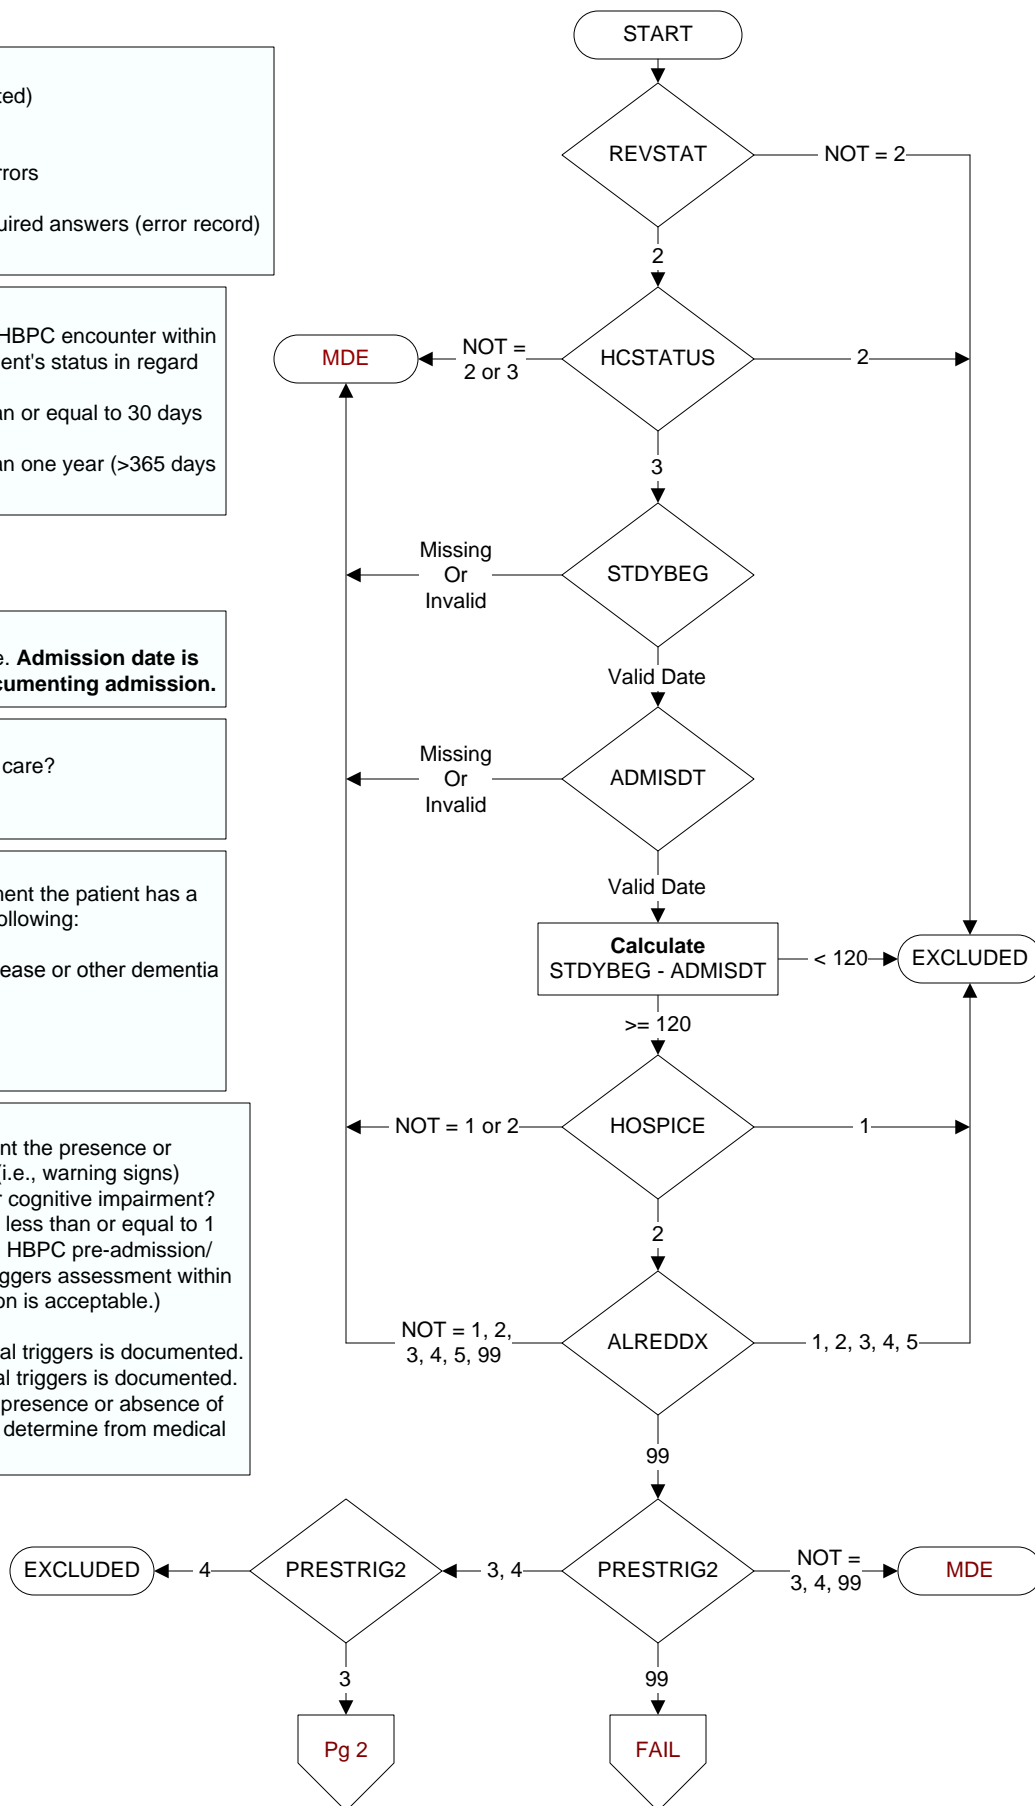 START
ted)
REVSTAT
NOT = 2
rrors
uired answers (error record)
2
HBPC encounter within
ent's status in regard
an or equal to 30 days
an one year (>365 days
MDE
NOT =
2 or 3
HCSTATUS
2
3
Missing
Or
Invalid
STDYBEG
e. Admission date is
cumenting admission.
Valid Date
care?
Missing
Or
Invalid
ADMISDT
Valid Date
nent the patient has a
ollowing:
ease or other dementia
Calculate
STDYBEG - ADMISDT
< 120
EXCLUDED
>= 120
nt the presence or
(i.e., warning signs)
r cognitive impairment?
less than or equal to 1
HBPC pre-admission/
iggers assessment within
on is acceptable.)
al triggers is documented.
al triggers is documented.
presence or absence of
determine from medical
NOT = 1 or 2
HOSPICE
1
2
NOT = 1, 2,
3, 4, 5, 99
ALREDDX
1, 2, 3, 4, 5
99
EXCLUDED
4
PRESTRIG2
3, 4
PRESTRIG2
NOT =
3, 4, 99
MDE
3
99
Pg 2
FAIL